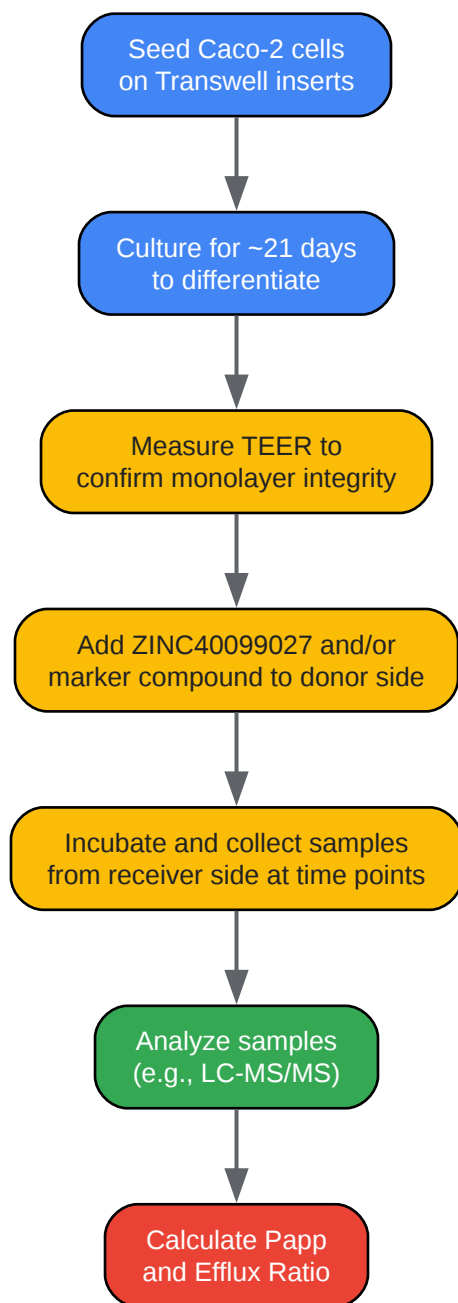 Seed Caco-2 cells
on Transwell inserts
Culture for ~21 days
to differentiate
Measure TEER to
confirm monolayer integrity
Add ZINC40099027 and/or
marker compound to donor side
Incubate and collect samples
from receiver side at time points
Analyze samples
(e.g., LC-MS/MS)
Calculate Papp
and Efflux Ratio